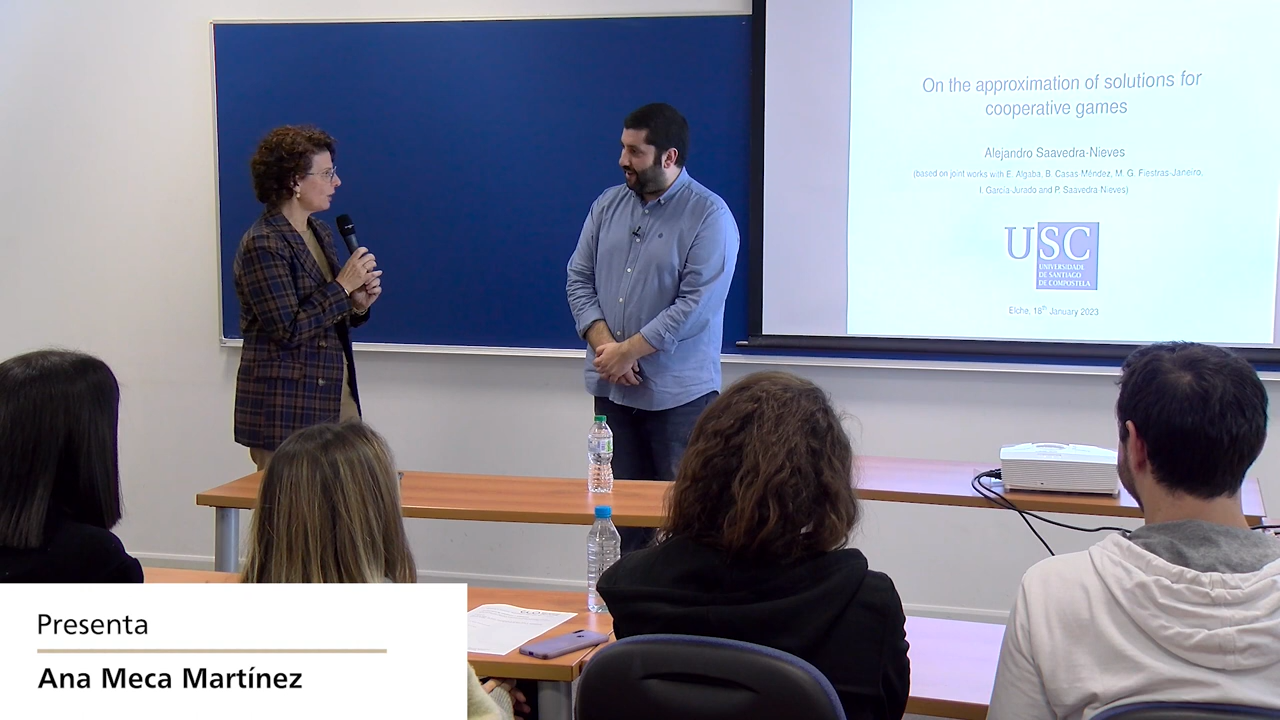 On the approximation of solutions for
cooperative games
Alejandro Saavedra-Nieves
(based on joint works with E. Algaba, B. Casas-Méndez, M. G. Fiestras-Janeiro,
I. García-Jurado and P. Saavedra Nieves)
USC
UNIVERSIDADE
DE SANTIAGO
DE COMPOSTELA
Elche, 18th January 2023
Presenta
Ana Meca Martínez